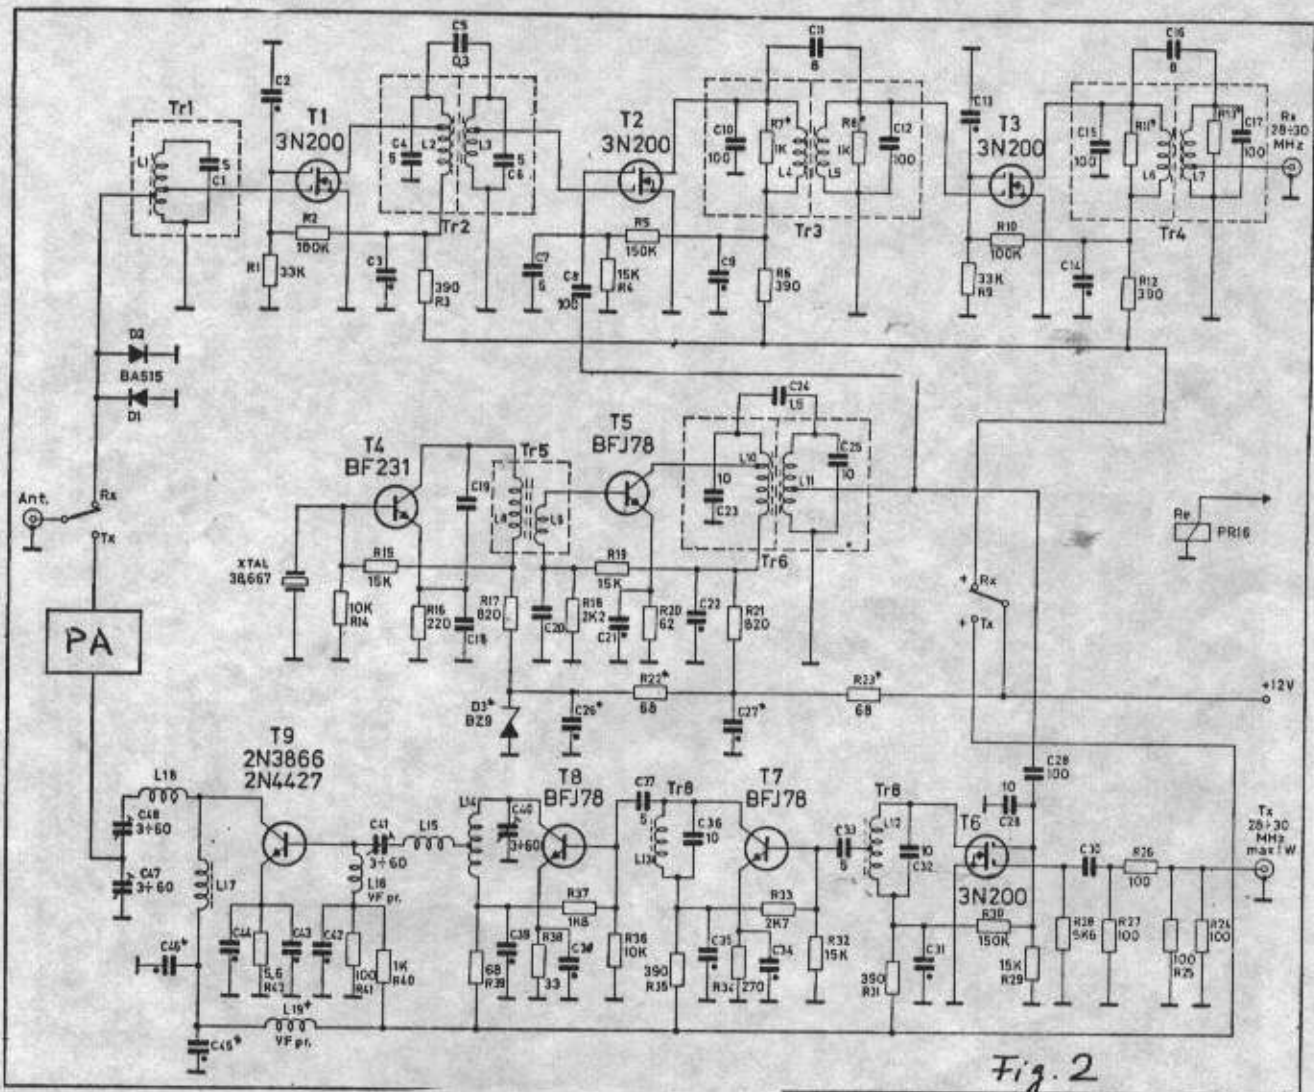 C5
0,3
C11
8
C16
8
C2
Tr1
L1
5
C1
T1
3N200
C4
5
L2
L3
5
C6
Tr2
T2
3N200
C10
100
R7*
1K
L4
L5
R8*
1K
C12
100
Tr3
C13
T3
3N200
C15
100
R11*
L6
L7
R13*
C17
100
Tr4
Rx
28÷30
MHz
R2
180K
R1
33K
C3
390
R3
C7
5
C8
100
R5
150K
15K
R4
C9
R6
390
R10
100K
33K
R9
C14
R12
390
D2
BA515
D1
Ant.
Rx
Tx
PA
T4
BF231
XTAL
38,667
R15
15K
10K
R14
R16
220
C19
C18
Tr5
L8
L9
R17
820
T5
BFJ78
C24
1,5
C25
10
10
C23
L10
L11
Tr6
R19
15K
C20
R18
2K2
C21
R20
62
C22
R21
820
Re
PR16
+ Rx
+ Tx
+12V
R22*
68
R23*
68
D3*
BZ9
C26*
C27*
T9
2N3866
2N4427
L18
C48
3÷60
C47
3÷60
L17
C46*
C45*
L19*
VF pr.
C44
5,6
R43
C43
C42
100
R41
1K
R40
C41
3÷60
L16
VF pr.
L15
L14
C40
3÷60
T8
BFJ78
R37
1K8
68
R39
C39
R38
33
C38
R36
10K
C37
5
Tr8
L13
C36
10
T7
BFJ78
R33
2K7
390
R35
C35
R34
270
C34
R32
15K
C33
5
Tr8
L12
10
C32
T6
3N200
C28
100
10
C28
R30
150K
390
R31
C31
15K
R29
C30
R26
100
R28
5K6
R27
100
100
R25
R24
100
Tx
28÷30
MHz
max 1W
Fig. 2